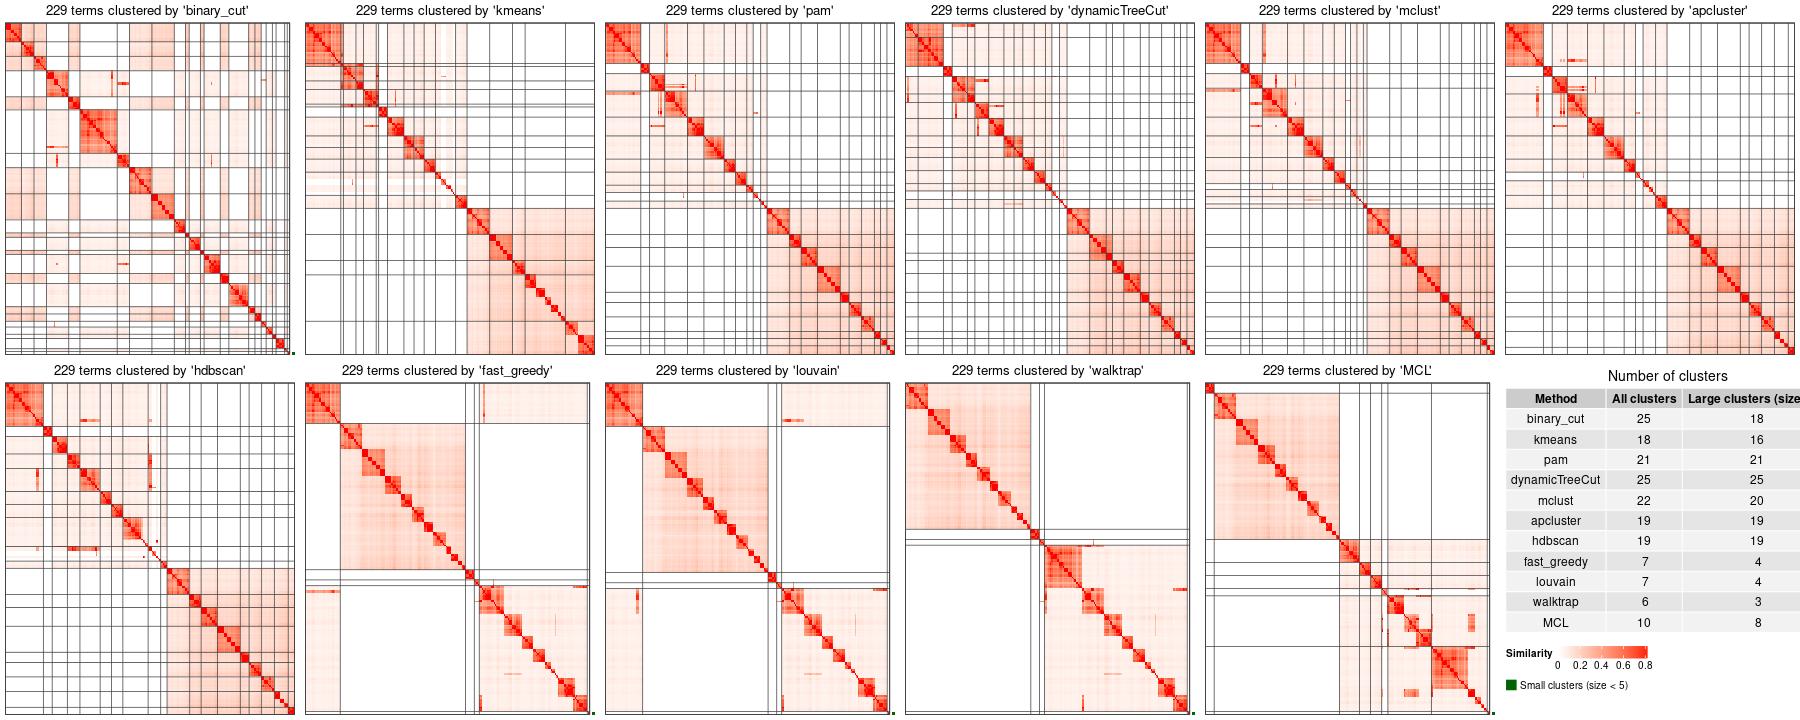 229 terms clustered by 'binary_cut'
229 terms clustered by 'kmeans'
229 terms clustered by 'pam'
229 terms clustered by 'dynamicTreeCut'
229 terms clustered by 'mclust'
229 terms clustered by 'apcluster'
229 terms clustered by 'hdbscan'
229 terms clustered by 'fast_greedy'
229 terms clustered by 'louvain'
229 terms clustered by 'walktrap'
229 terms clustered by 'MCL'
Number of clusters
Method All clusters Large clusters (size
binary_cut 25 18
kmeans 18 16
pam 21 21
dynamicTreeCut 25 25
mclust 22 20
apcluster 19 19
hdbscan 19 19
fast_greedy 7 4
louvain 7 4
walktrap 6 3
MCL 10 8
Similarity
0 0.2 0.4 0.6 0.8
Small clusters (size < 5)